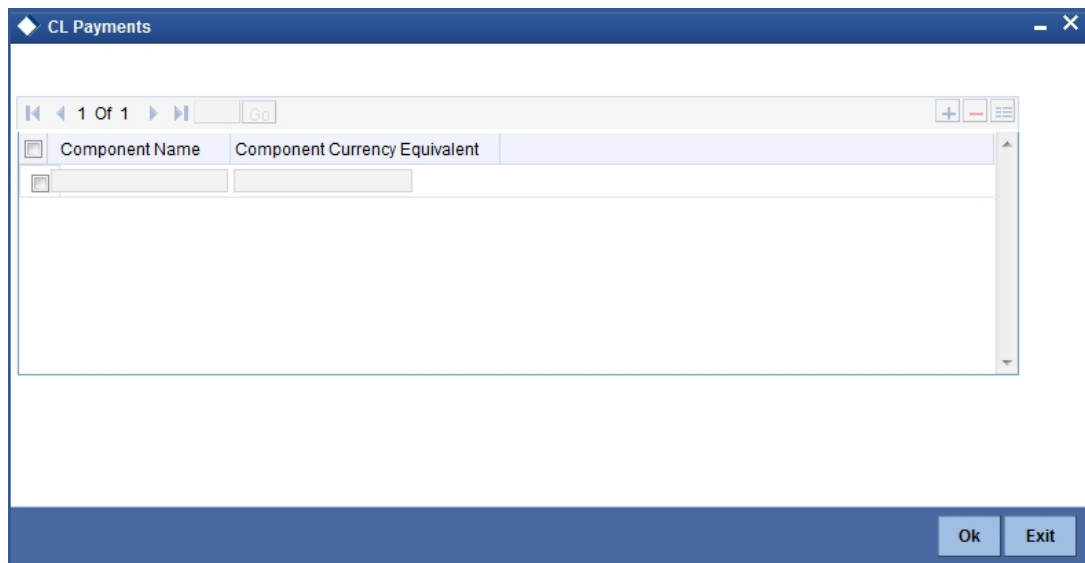 CL Payments
1 Of 1 Go
Component Name Component Currency Equivalent
Ok Exit